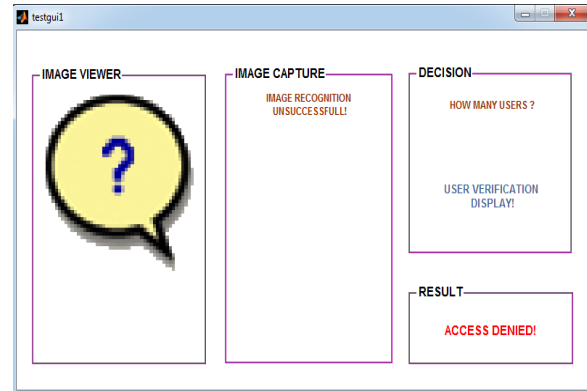 testgui1
IMAGE VIEWER
?
IMAGE CAPTURE
IMAGE RECOGNITION
UNSUCCESSFULL!
DECISION
HOW MANY USERS ?
USER VERIFICATION
DISPLAY!
RESULT
ACCESS DENIED!